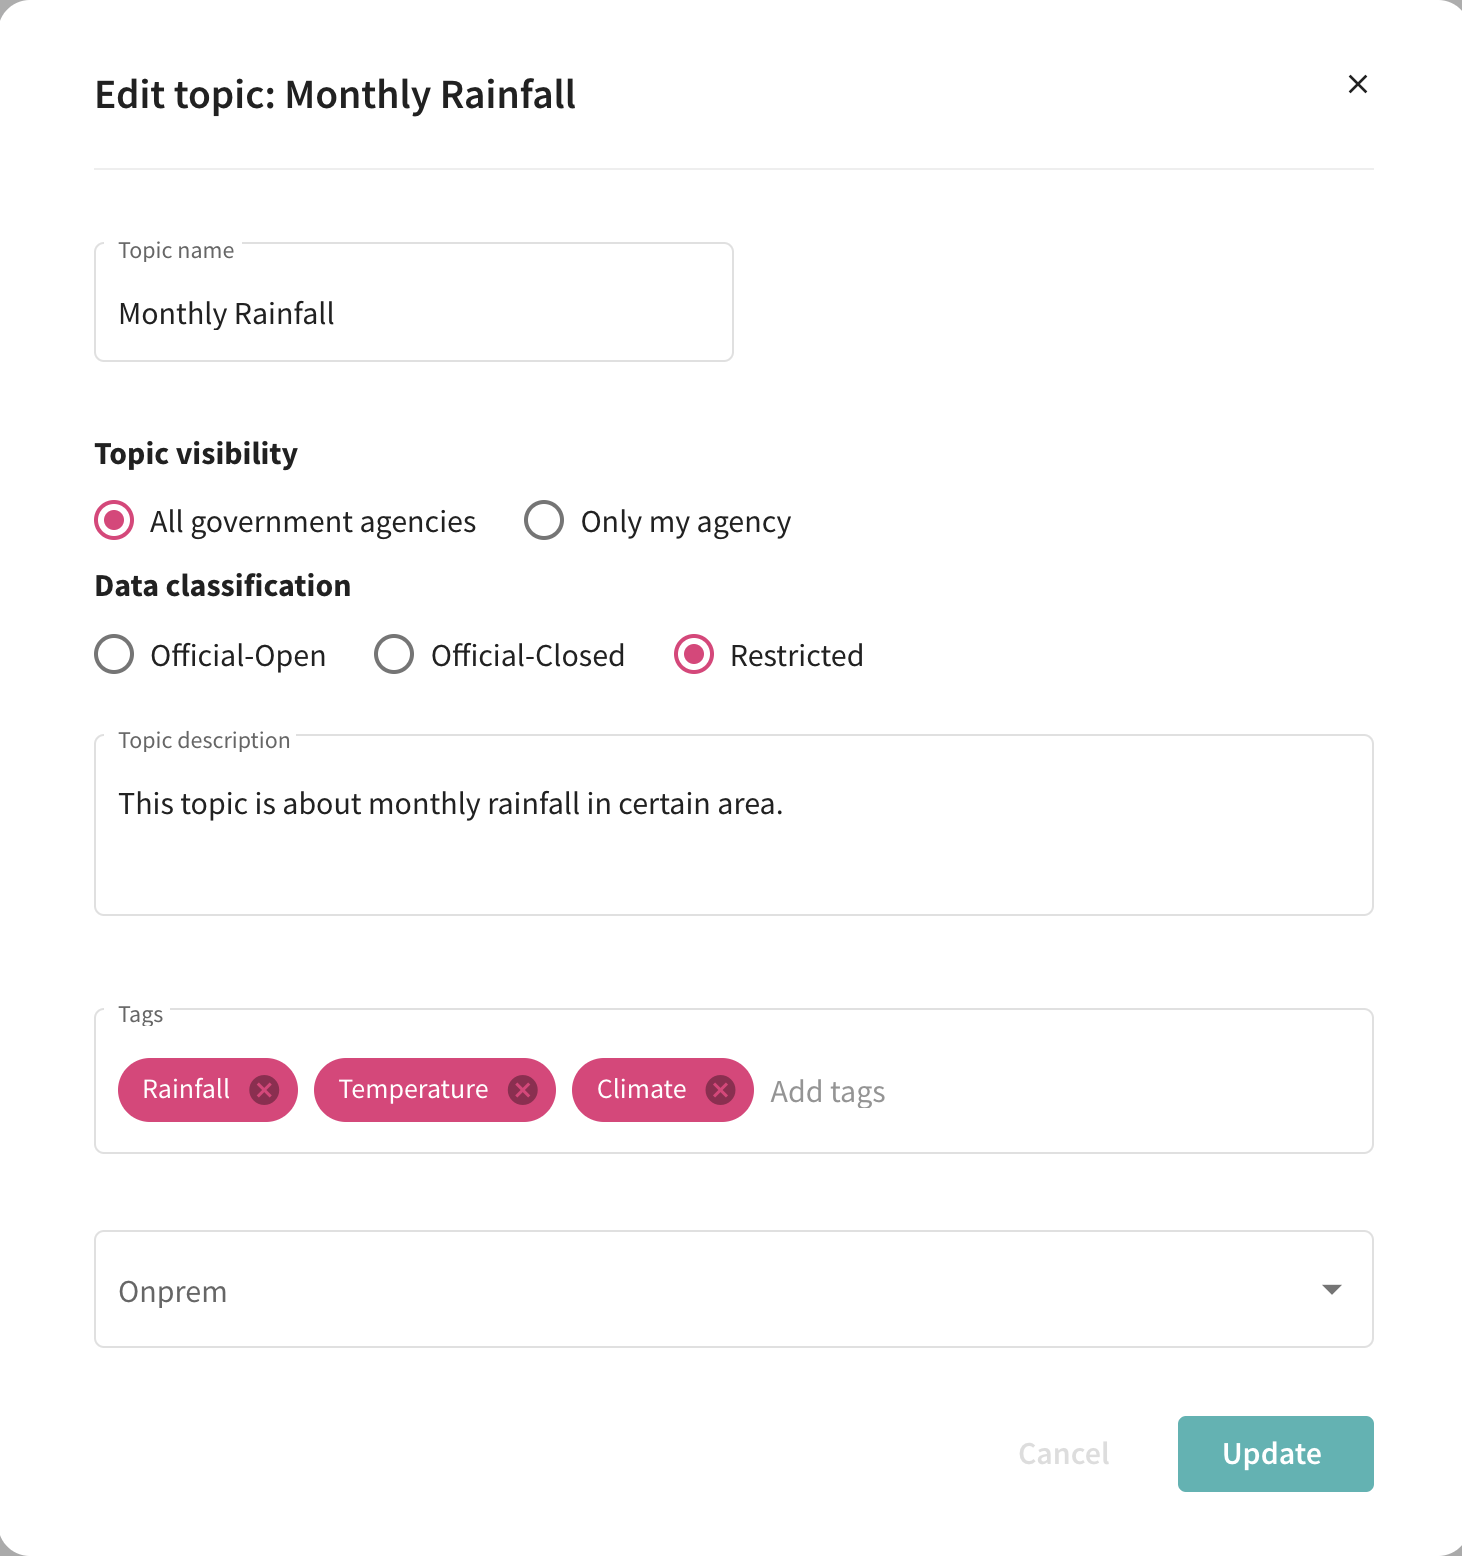 Edit topic: Monthly Rainfall
Topic name
Monthly Rainfall
Topic visibility
All government agencies Only my agency
Data classification
Official-Open Official-Closed Restricted
Topic description
This topic is about monthly rainfall in certain area.
Tags
Rainfall Temperature Climate Add tags
Onprem
Cancel Update